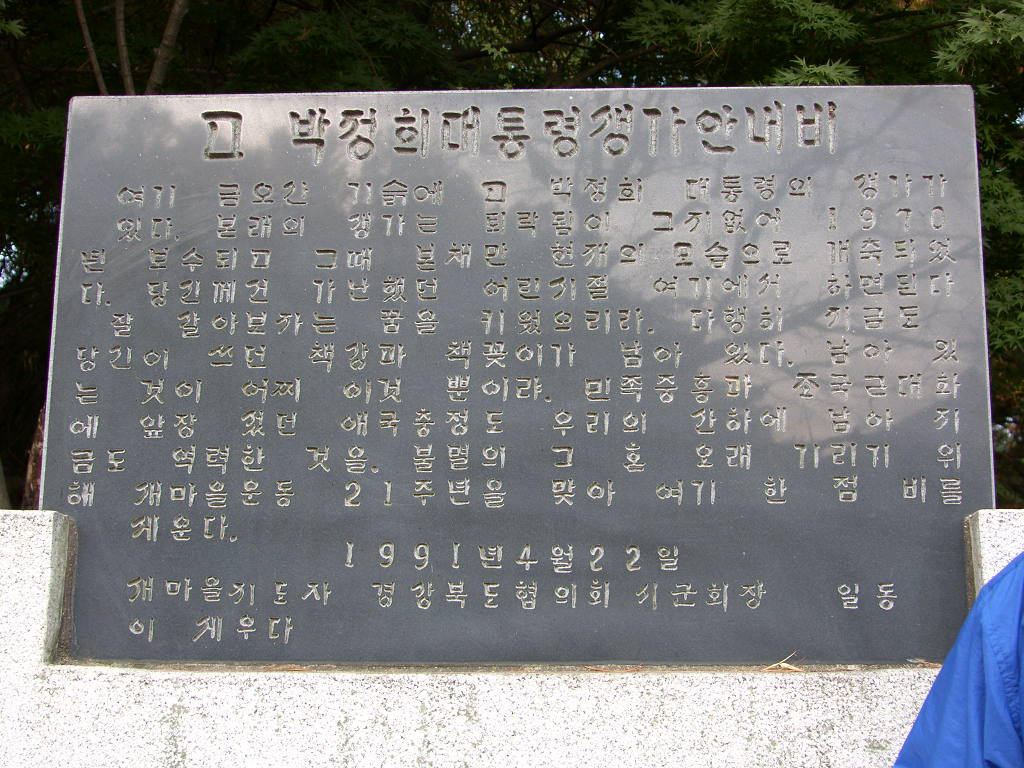 고 박정희대통령생가안내비
여기 금오산 기슭에 고 박정희 대통령의 생가가
있다. 본래의 생가는 퇴락됨이 그지없어 1970
년 보수되고 그때 본채만 현재의 모습으로 개축되었
다. 당신께선 가난했던 어린시절 여기에서 하면된다
잘 살아보자는 꿈을 키웠으리라. 다행히 지금도
당신이 쓰던 책상과 책꽂이가 남아 있다. 남아 있
는 것이 어찌 이것 뿐이랴. 민족중흥과 조국근대화
에 앞장 섰던 애국충정도 우리의 산하에 남아 지
금도 역력한 것을. 불멸의 그 혼 오래 기리기 위
해 새마을운동 21주년을 맞아 여기 한 점 비를
세운다.
1991년4월22일
새마을지도자 경상북도협의회 시군회장 일동
이 세우다